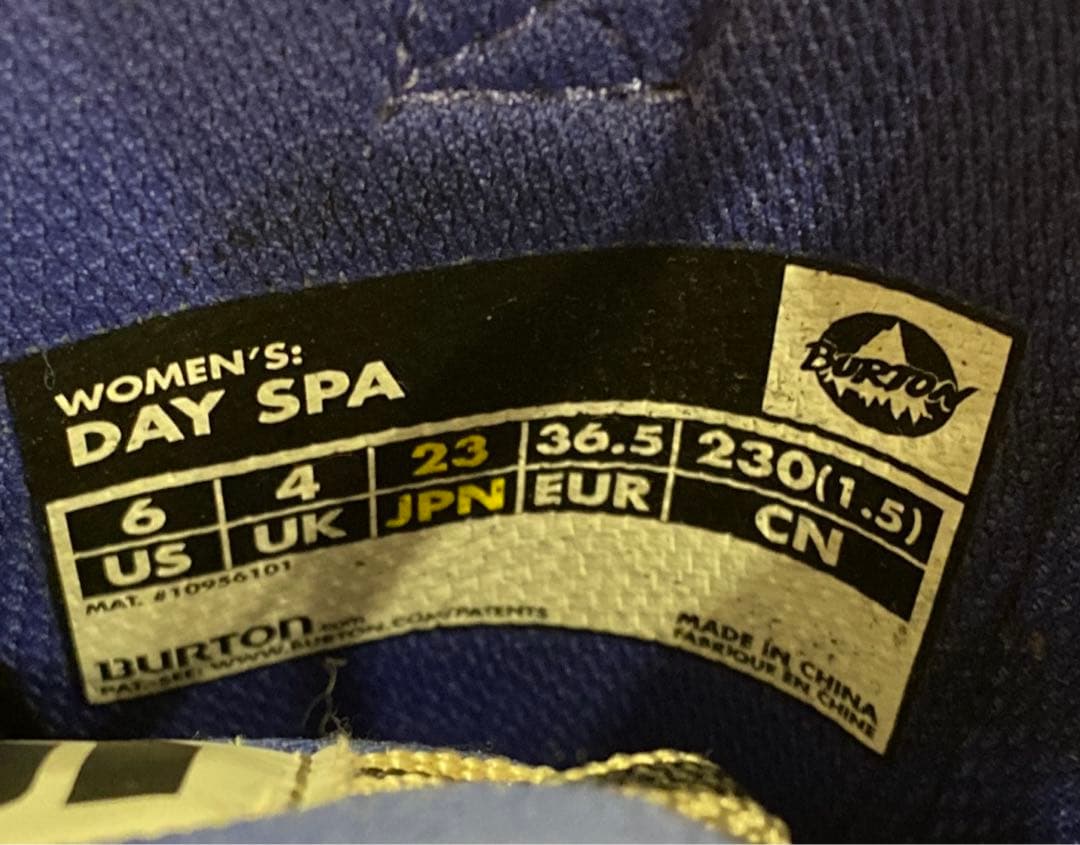 WOMEN'S:
DAY SPA
BURTON
6 4 23 36.5 230(1.5)
US UK JPN EUR CN
MAT. #10956101
BURTON.com
PAT.-SEE: WWW.BURTON.COM/PATENTS
MADE IN CHINA
FABRIQUE EN CHINE